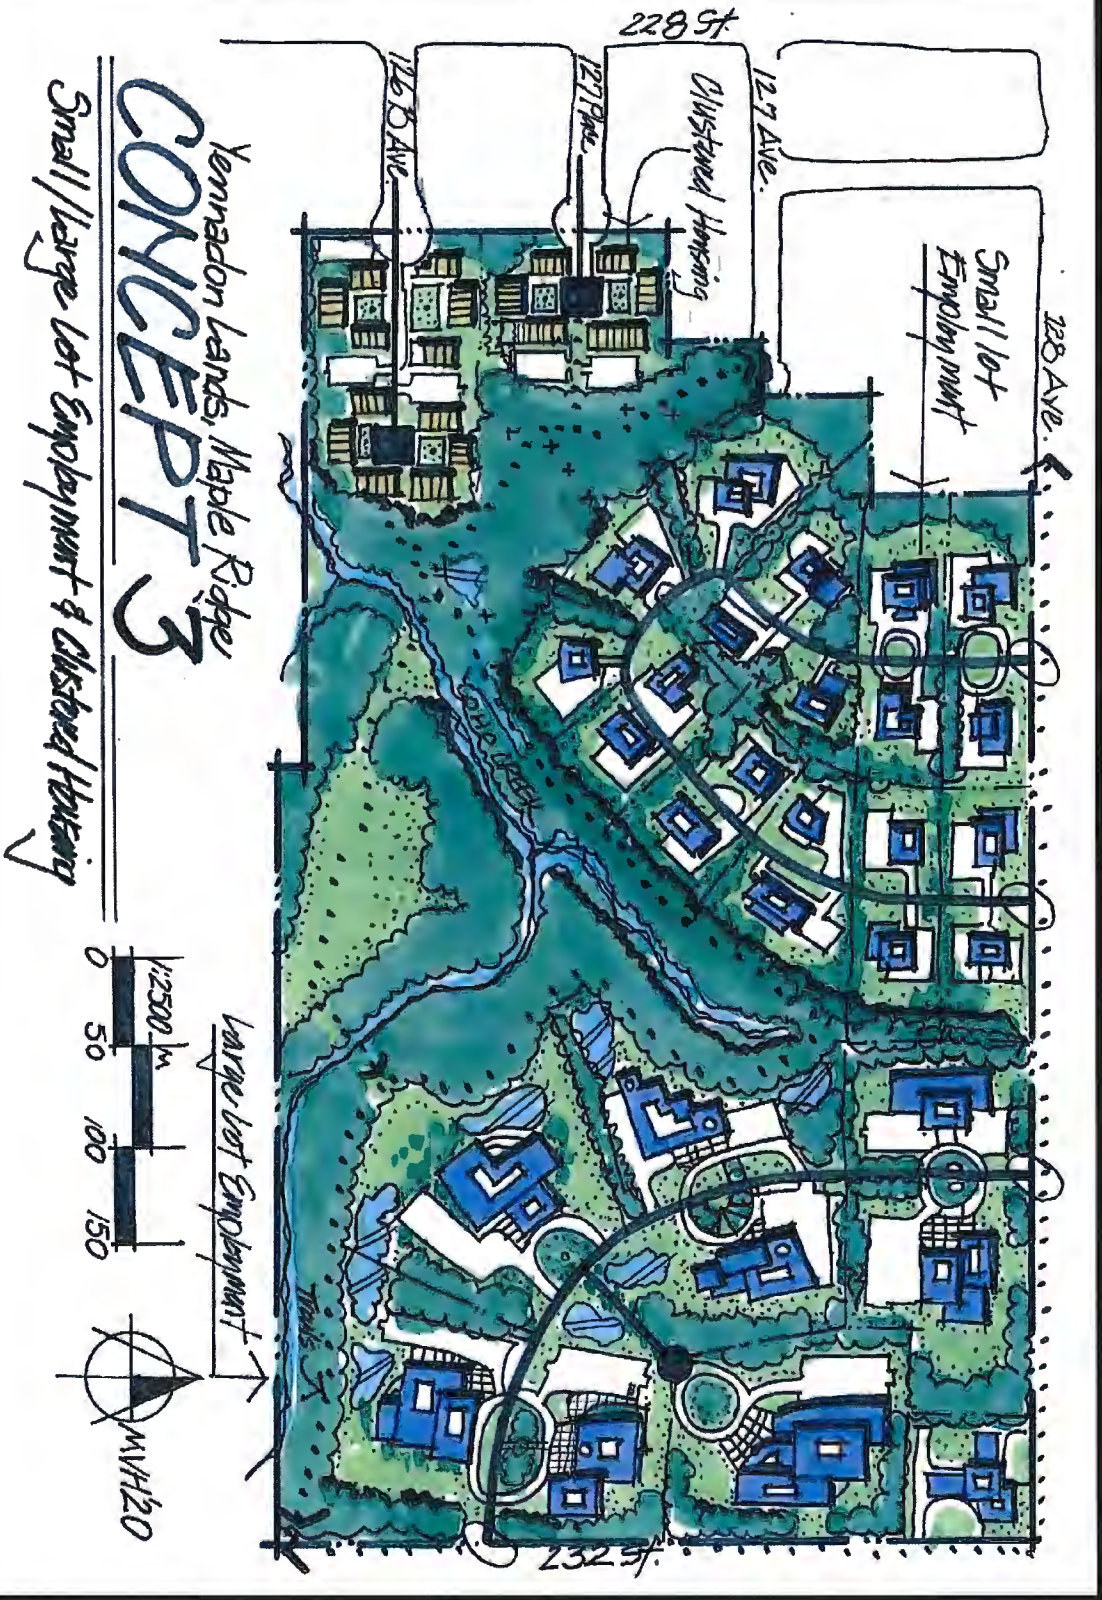 228 St.
126 B Ave.
127 Place.
127 Ave.
128 Ave.
Clustered Housing
Small lot
Employment
Yennadon Lands, Maple Ridge
CONCEPT 3
Small/Large Lot Employment & Clustered Housing
1:2500 m
0 50 100 150
Large Lot Employment
MVH/20
232 St.